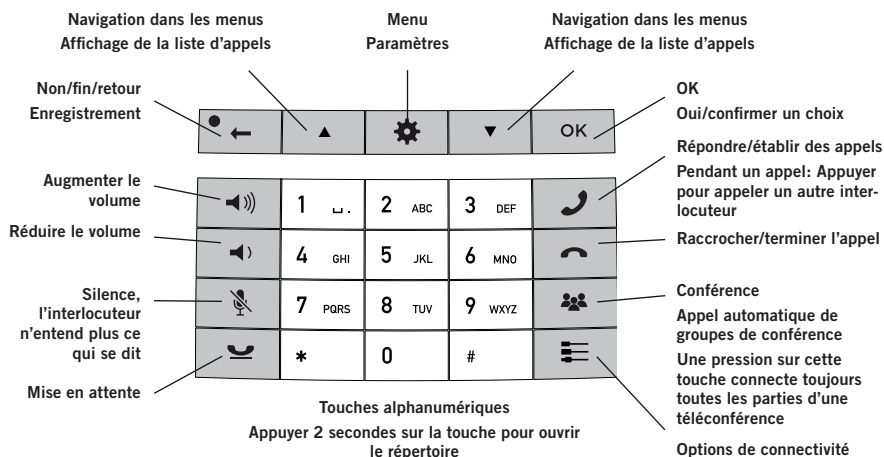 Navigation dans les menus
Affichage de la liste d'appels
Menu
Paramètres
Navigation dans les menus
Affichage de la liste d'appels
Non/fin/retour
Enregistrement
OK
Oui/confirmer un choix
OK
Répondre/établir des appels
Pendant un appel: Appuyer
pour appeler un autre inter-
locuteur
Augmenter le
volume
1 ⎵ .
2 ABC
3 DEF
Réduire le volume
4 GHI
5 JKL
6 MNO
Raccrocher/terminer l'appel
Silence,
l'interlocuteur
n'entend plus ce
qui se dit
7 PQRS
8 TUV
9 WXYZ
Conférence
Appel automatique de
groupes de conférence
Une pression sur cette
touche connecte toujours
toutes les parties d'une
téléconférence
Mise en attente
*
0
#
Touches alphanumériques
Appuyer 2 secondes sur la touche pour ouvrir
le répertoire
Options de connectivité